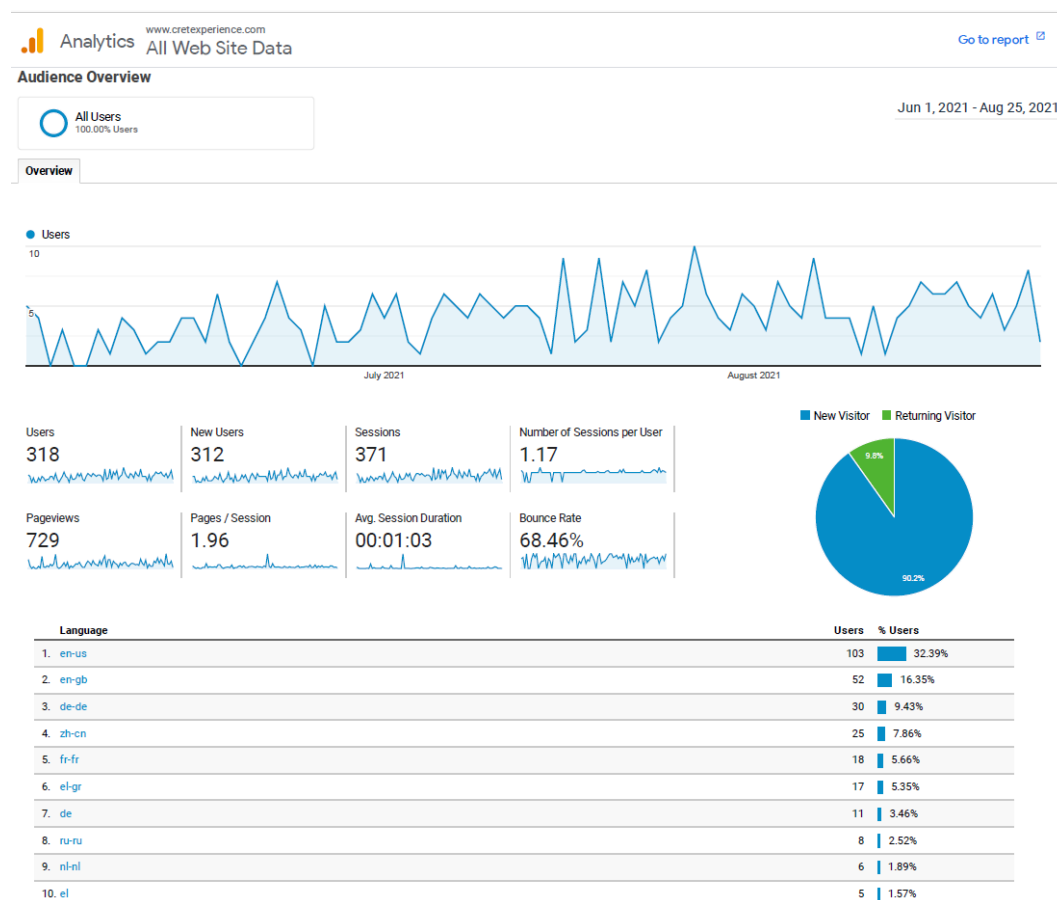 www.cretexperience.com
Analytics All Web Site Data
Go to report
Audience Overview
All Users
100.00% Users
Jun 1, 2021 - Aug 25, 2021
Overview
Users
10
5
July 2021
August 2021
New Visitor Returning Visitor
9.8%
90.2%
Users
318
New Users
312
Sessions
371
Number of Sessions per User
1.17
Pageviews
729
Pages / Session
1.96
Avg. Session Duration
00:01:03
Bounce Rate
68.46%
Language Users % Users
1. en-us 103 32.39%
2. en-gb 52 16.35%
3. de-de 30 9.43%
4. zh-cn 25 7.86%
5. fr-fr 18 5.66%
6. el-gr 17 5.35%
7. de 11 3.46%
8. ru-ru 8 2.52%
9. nl-nl 6 1.89%
10. el 5 1.57%